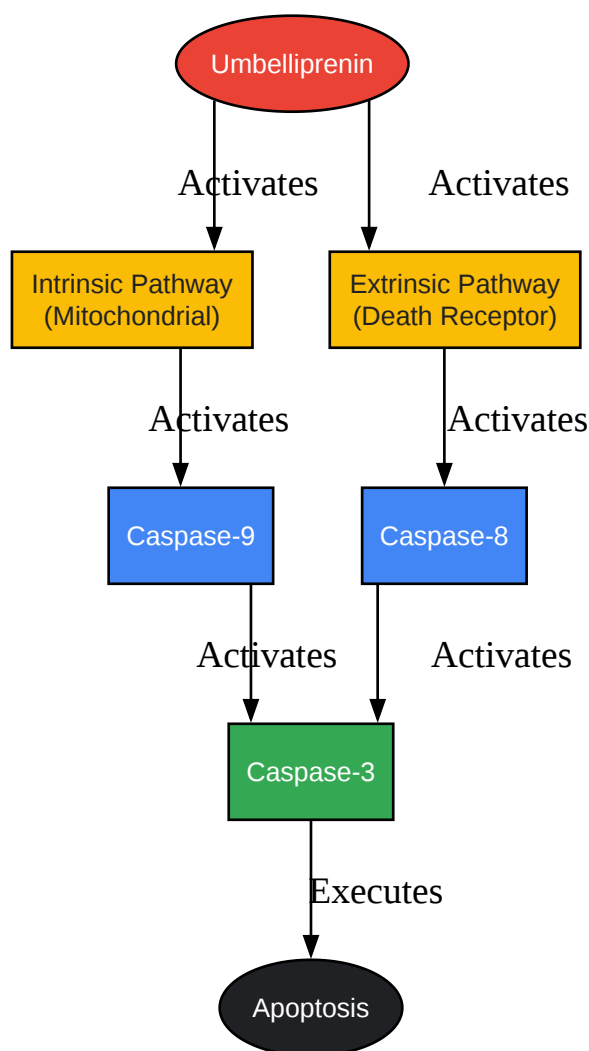 Umbelliprenin
Activates
Activates
Intrinsic Pathway
(Mitochondrial)
Extrinsic Pathway
(Death Receptor)
Activates
Activates
Caspase-9
Caspase-8
Activates
Activates
Caspase-3
Executes
Apoptosis